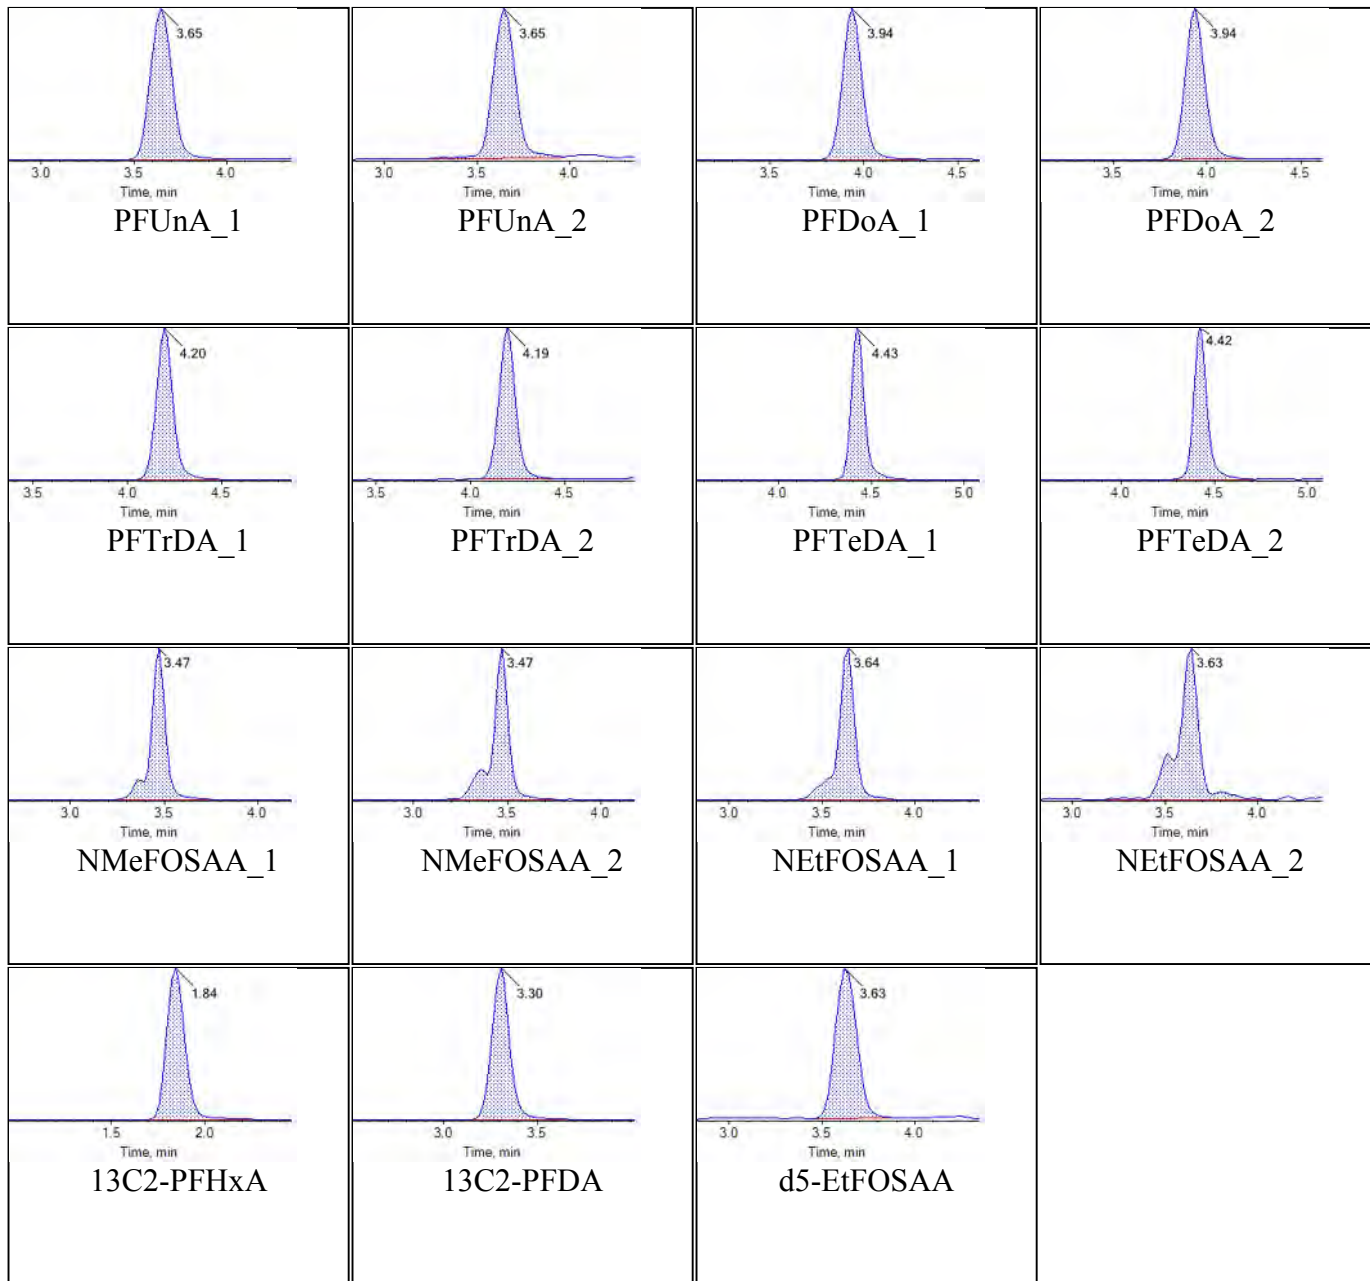 3.65
3.0 3.5 4.0
Time, min
PFUnA_1
3.65
3.0 3.5 4.0
Time, min
PFUnA_2
3.94
3.5 4.0 4.5
Time, min
PFDoA_1
3.94
3.5 4.0 4.5
Time, min
PFDoA_2
4.20
3.5 4.0 4.5
Time, min
PFTrDA_1
4.19
3.5 4.0 4.5
Time, min
PFTrDA_2
4.43
4.0 4.5 5.0
Time, min
PFTeDA_1
4.42
4.0 4.5 5.0
Time, min
PFTeDA_2
3.47
3.0 3.5 4.0
Time, min
NMeFOSAA_1
3.47
3.0 3.5 4.0
Time, min
NMeFOSAA_2
3.64
3.0 3.5 4.0
Time, min
NEtFOSAA_1
3.63
3.0 3.5 4.0
Time, min
NEtFOSAA_2
1.84
1.5 2.0
Time, min
13C2-PFHxA
3.30
3.0 3.5
Time, min
13C2-PFDA
3.63
3.0 3.5 4.0
Time, min
d5-EtFOSAA